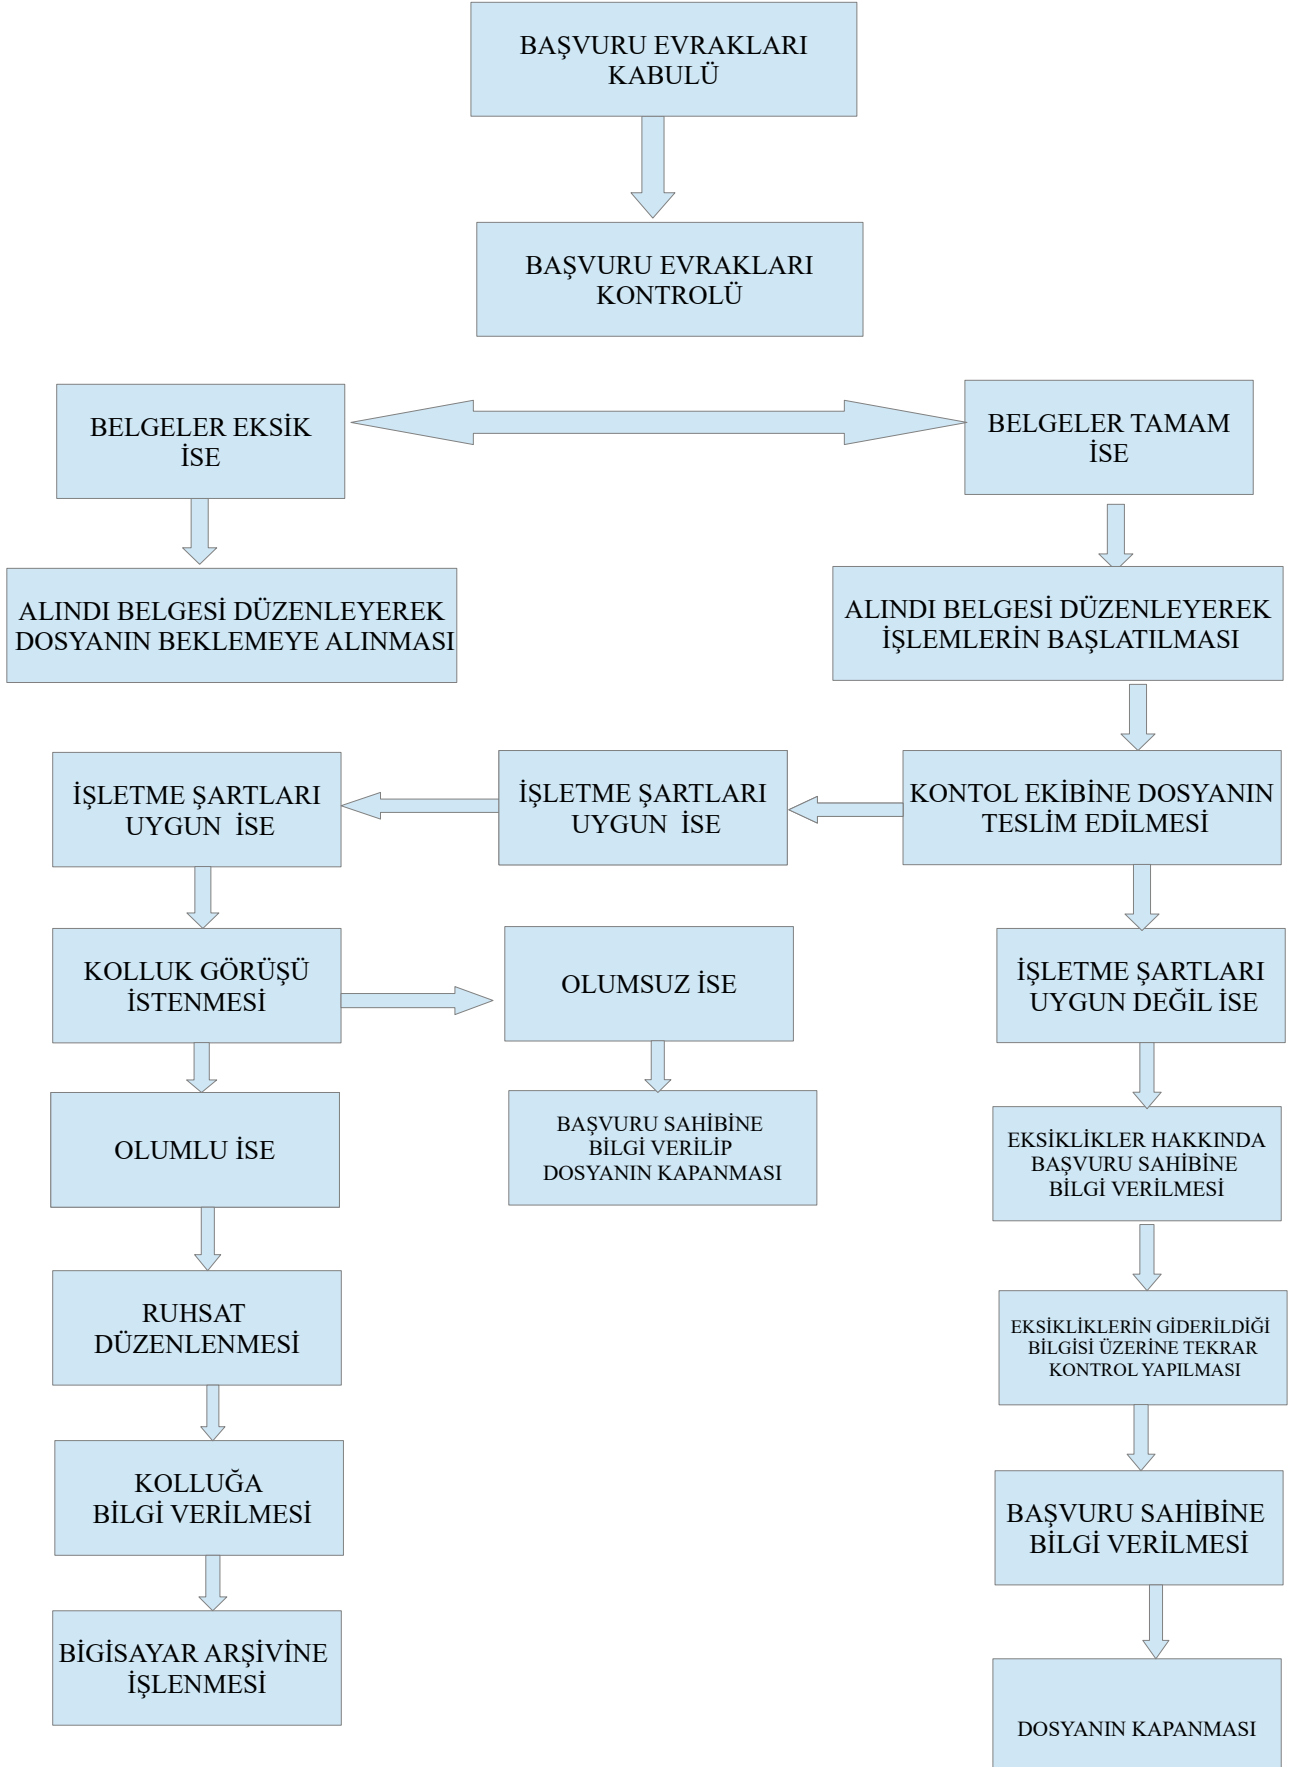 BAŞVURU EVRAKLARI
KABULÜ
BAŞVURU EVRAKLARI
KONTROLÜ
BELGELER EKSİK
İSE
BELGELER TAMAM
İSE
ALINDI BELGESİ DÜZENLEYEREK
DOSYANIN BEKLEMEYE ALINMASI
ALINDI BELGESİ DÜZENLEYEREK
İŞLEMLERİN BAŞLATILMASI
İŞLETME ŞARTLARI
UYGUN İSE
İŞLETME ŞARTLARI
UYGUN İSE
KONTOL EKİBİNE DOSYANIN
TESLİM EDİLMESİ
KOLLUK GÖRÜŞÜ
İSTENMESİ
OLUMSUZ İSE
İŞLETME ŞARTLARI
UYGUN DEĞİL İSE
OLUMLU İSE
BAŞVURU SAHİBİNE
BİLGİ VERİLİP
DOSYANIN KAPANMASI
EKSİKLİKLER HAKKINDA
BAŞVURU SAHİBİNE
BİLGİ VERİLMESİ
RUHSAT
DÜZENLENMESİ
EKSİKLİKLERİN GİDERİLDİĞİ
BİLGİSİ ÜZERİNE TEKRAR
KONTROL YAPILMASI
KOLLUĞA
BİLGİ VERİLMESİ
BAŞVURU SAHİBİNE
BİLGİ VERİLMESİ
BİGİSAYAR ARŞİVİNE
İŞLENMESİ
DOSYANIN KAPANMASI